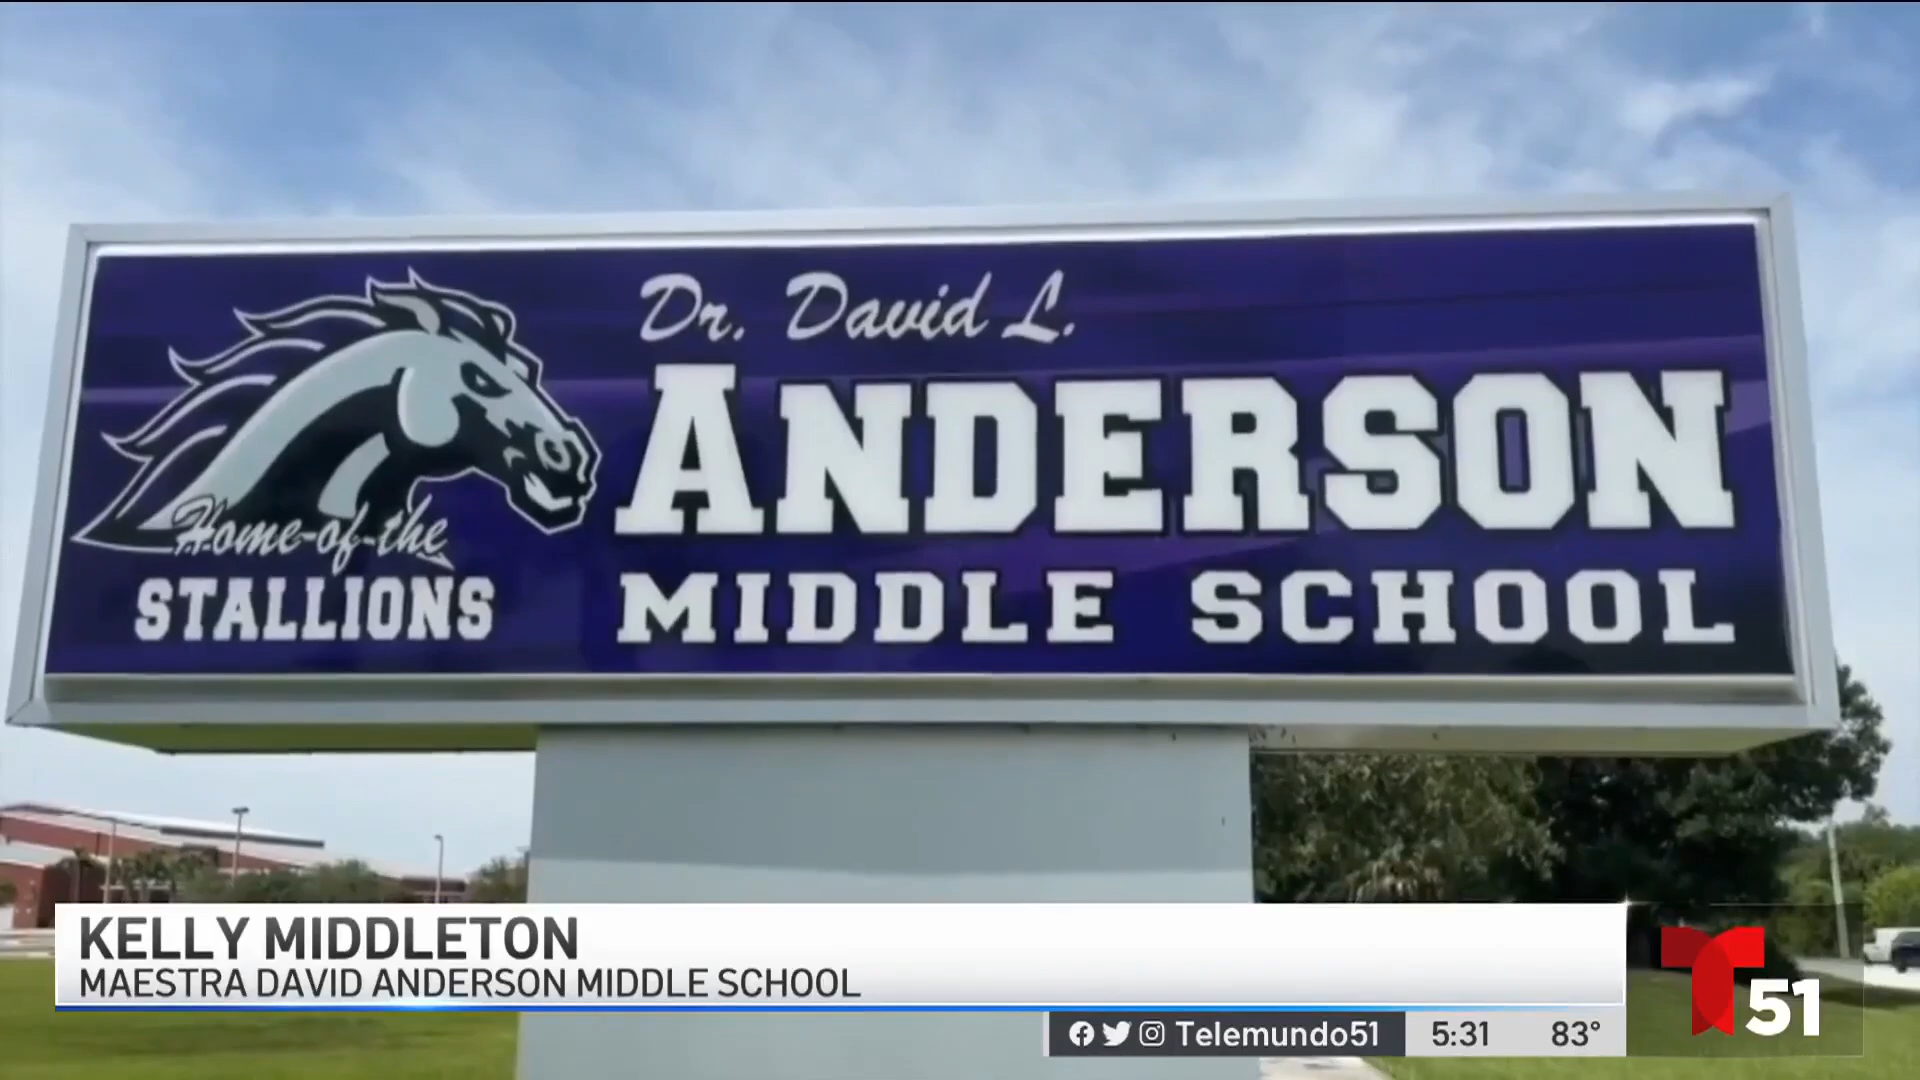 Dr. David L.
ANDERSON
MIDDLE SCHOOL
Home-of-the
STALLIONS
KELLY MIDDLETON
MAESTRA DAVID ANDERSON MIDDLE SCHOOL
Telemundo51 5:31 83°
51